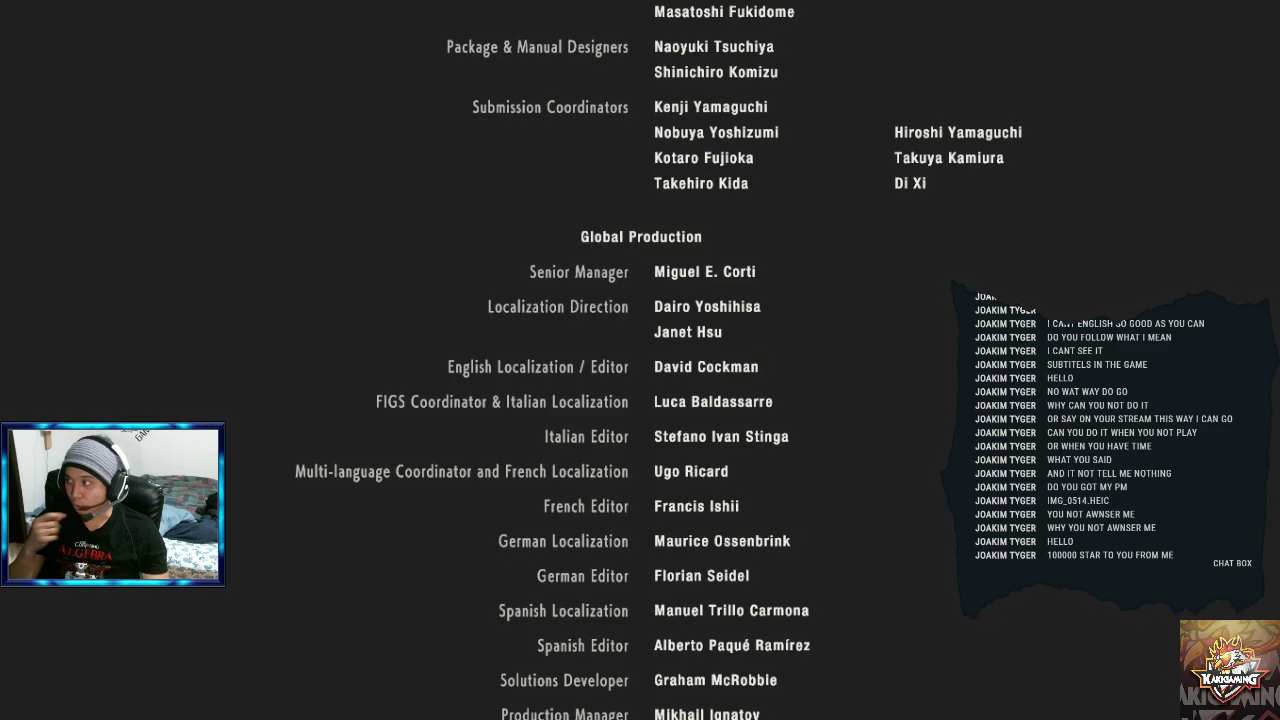 Masatoshi Fukidome
Package & Manual Designers Naoyuki Tsuchiya
Shinichiro Komizu
Submission Coordinators Kenji Yamaguchi
Nobuya Yoshizumi Hiroshi Yamaguchi
Kotaro Fujioka Takuya Kamiura
Takehiro Kida Di Xi
Global Production
Senior Manager Miguel E. Corti
Localization Direction Dairo Yoshihisa
Janet Hsu
English Localization / Editor David Cockman
FIGS Coordinator & Italian Localization Luca Baldassarre
Italian Editor Stefano Ivan Stinga
Multi-language Coordinator and French Localization Ugo Ricard
French Editor Francis Ishii
German Localization Maurice Ossenbrink
German Editor Florian Seidel
Spanish Localization Manuel Trillo Carmona
Spanish Editor Alberto Paqué Ramírez
Solutions Developer Graham McRobbie
Production Manager Mikhail Ignatov
JOAKIM TYGER
JOAKIM TYGER I CANT ENGLISH SO GOOD AS YOU CAN
JOAKIM TYGER DO YOU FOLLOW WHAT I MEAN
JOAKIM TYGER I CANT SEE IT
JOAKIM TYGER SUBTITELS IN THE GAME
JOAKIM TYGER HELLO
JOAKIM TYGER NO WAT WAY DO GO
JOAKIM TYGER WHY CAN YOU NOT DO IT
JOAKIM TYGER OR SAY ON YOUR STREAM THIS WAY I CAN GO
JOAKIM TYGER CAN YOU DO IT WHEN YOU NOT PLAY
JOAKIM TYGER OR WHEN YOU HAVE TIME
JOAKIM TYGER WHAT YOU SAID
JOAKIM TYGER AND IT NOT TELL ME NOTHING
JOAKIM TYGER DO YOU GOT MY PM
JOAKIM TYGER IMG_0514.HEIC
JOAKIM TYGER YOU NOT AWNSER ME
JOAKIM TYGER WHY YOU NOT AWNSER ME
JOAKIM TYGER HELLO
JOAKIM TYGER 100000 STAR TO YOU FROM ME
CHAT BOX
ALGEBRA
KAKIGAMING